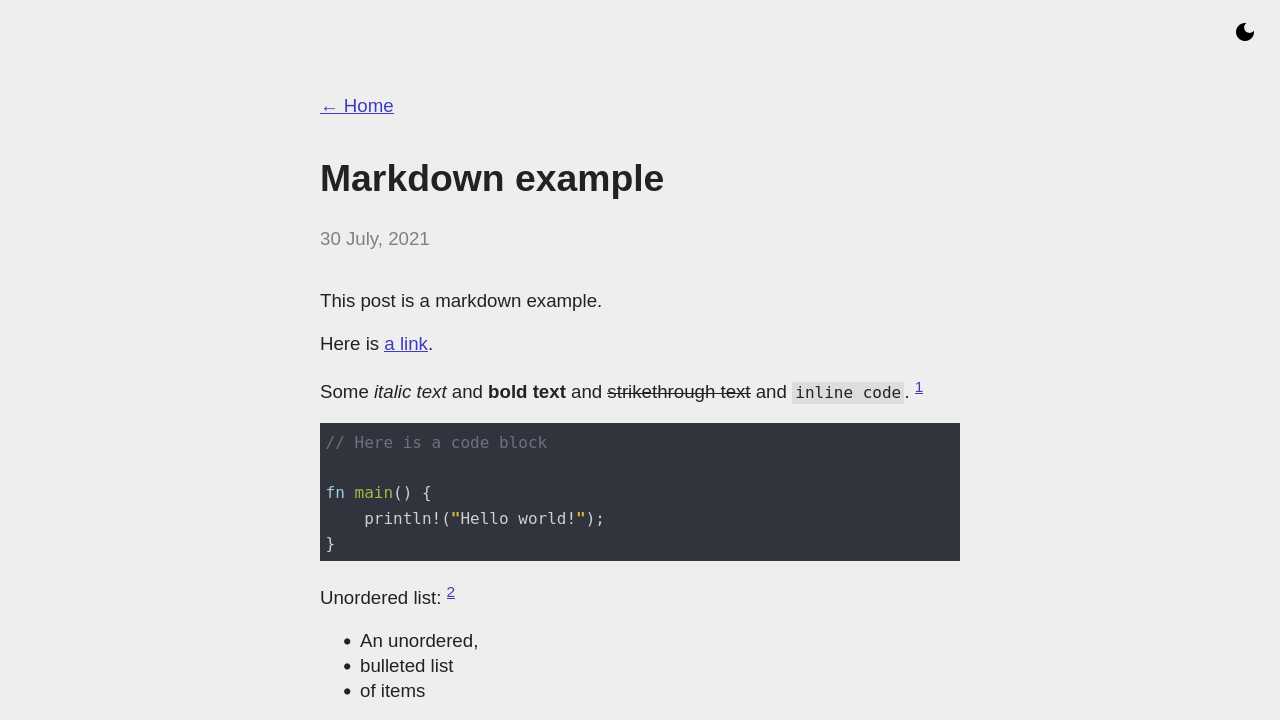 ← Home
Markdown example
30 July, 2021
This post is a markdown example.
Here is a link.
Some italic text and bold text and strikethrough text and inline code. 1
// Here is a code block
fn main() {
    println!("Hello world!");
}
Unordered list: 2
• An unordered,
• bulleted list
• of items